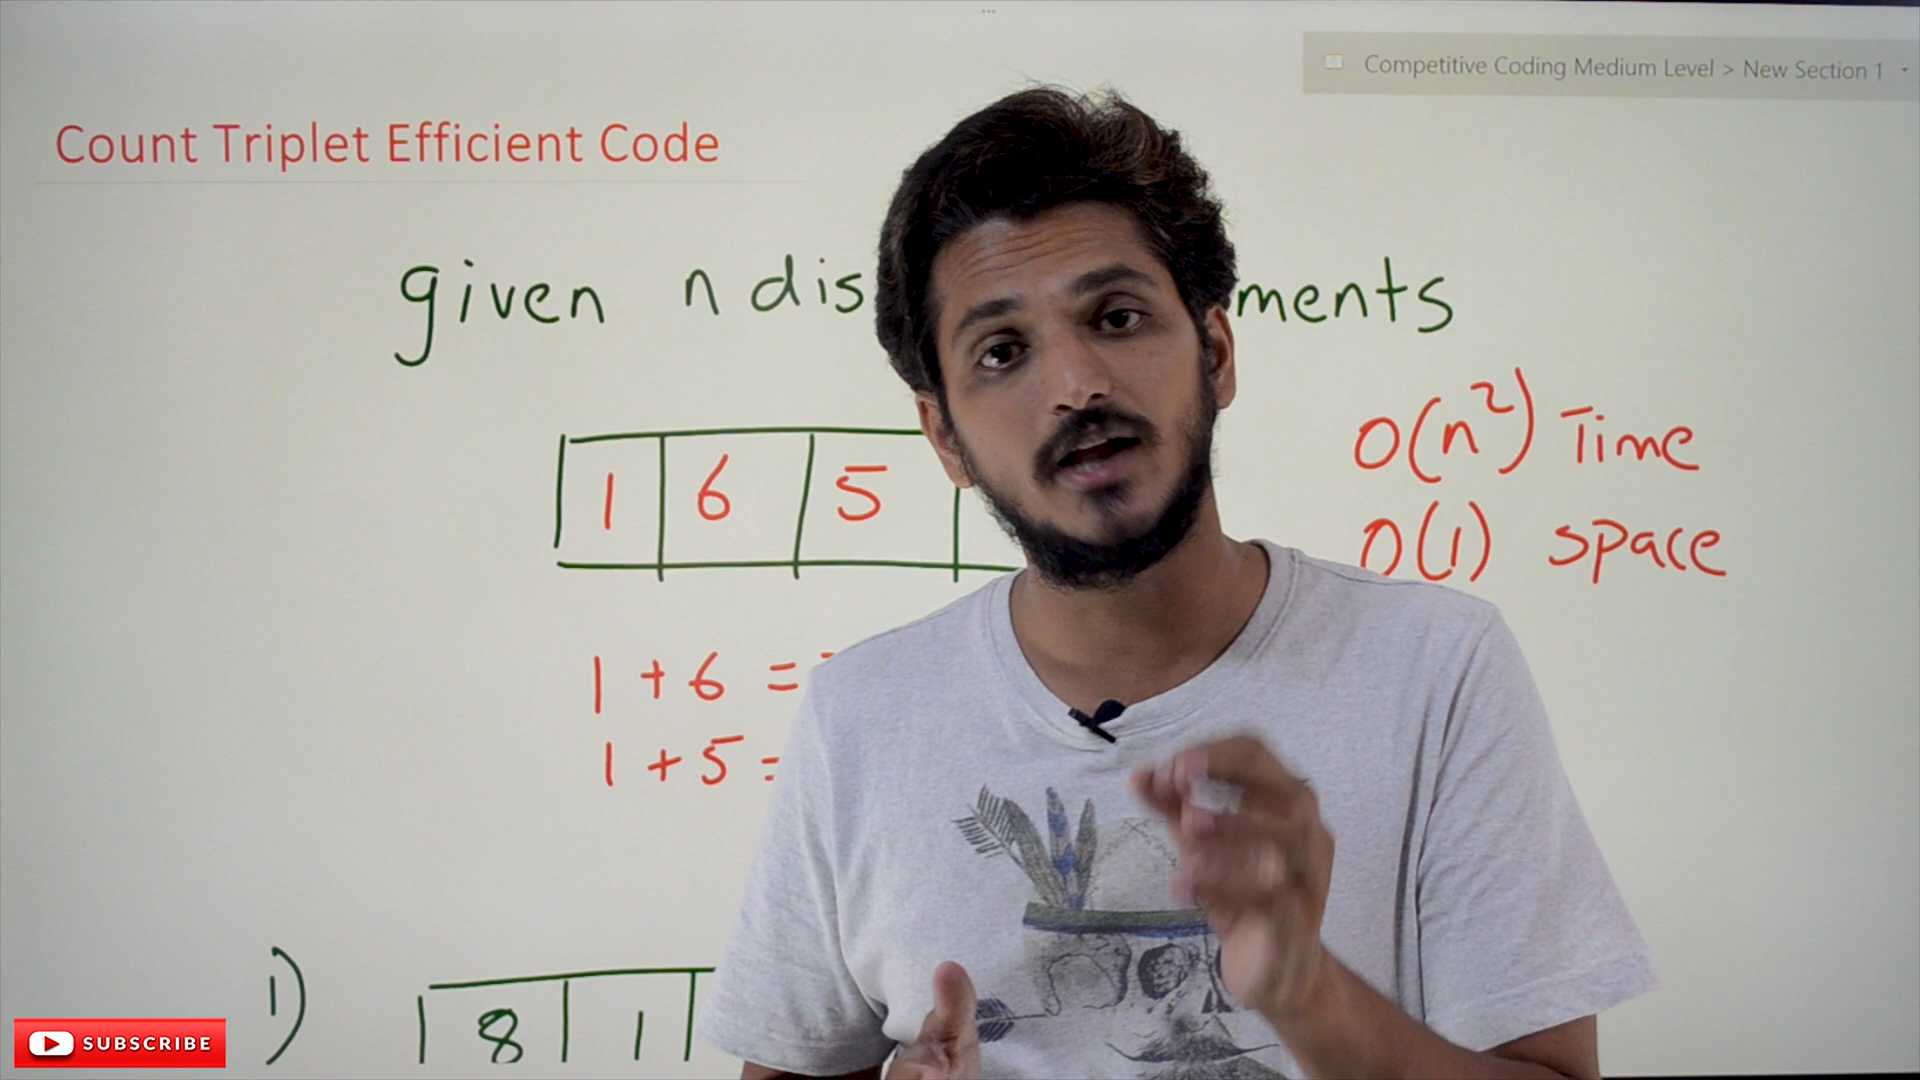 Competitive Coding Medium Level > New Section 1
Count Triplet Efficient Code
given n dis ments
1 6 5
O(n²) Time
O(1) space
1 + 6 =
1 + 5 =
1)
8 1
SUBSCRIBE